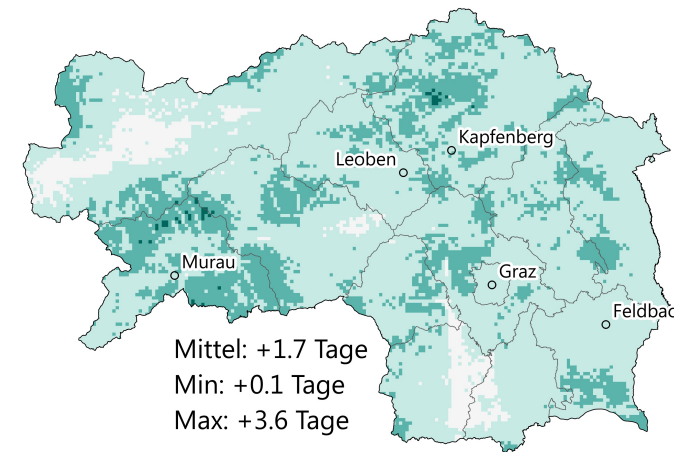 Kapfenberg
Leoben
Murau
Graz
Feldbac
Mittel: +1.7 Tage
Min: +0.1 Tage
Max: +3.6 Tage